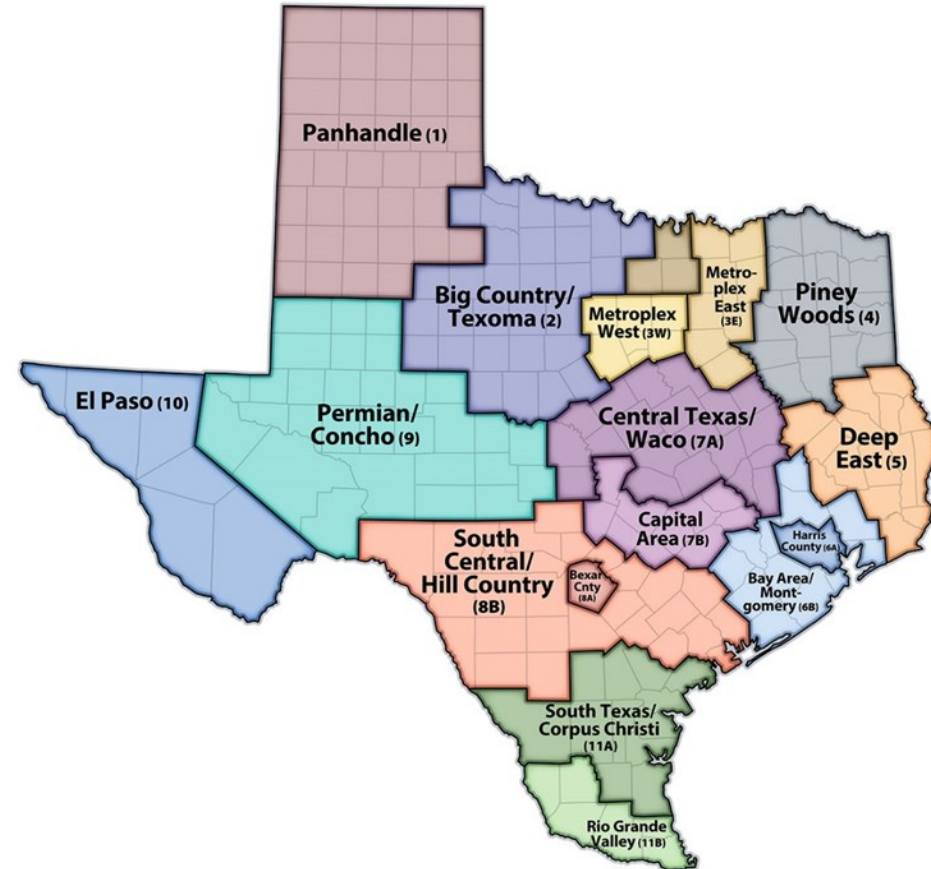 Panhandle (1)
Big Country/
Texoma (2)
Metroplex
West (3W)
Metro-
plex
East
(3E)
Piney
Woods (4)
El Paso (10)
Permian/
Concho (9)
Central Texas/
Waco (7A)
Deep
East (5)
Capital
Area (7B)
Harris
County (6A)
Bay Area/
Mont-
gomery (6B)
South
Central/
Hill Country
(8B)
Bexar
Cnty
(8A)
South Texas/
Corpus Christi
(11A)
Rio Grande
Valley (11B)